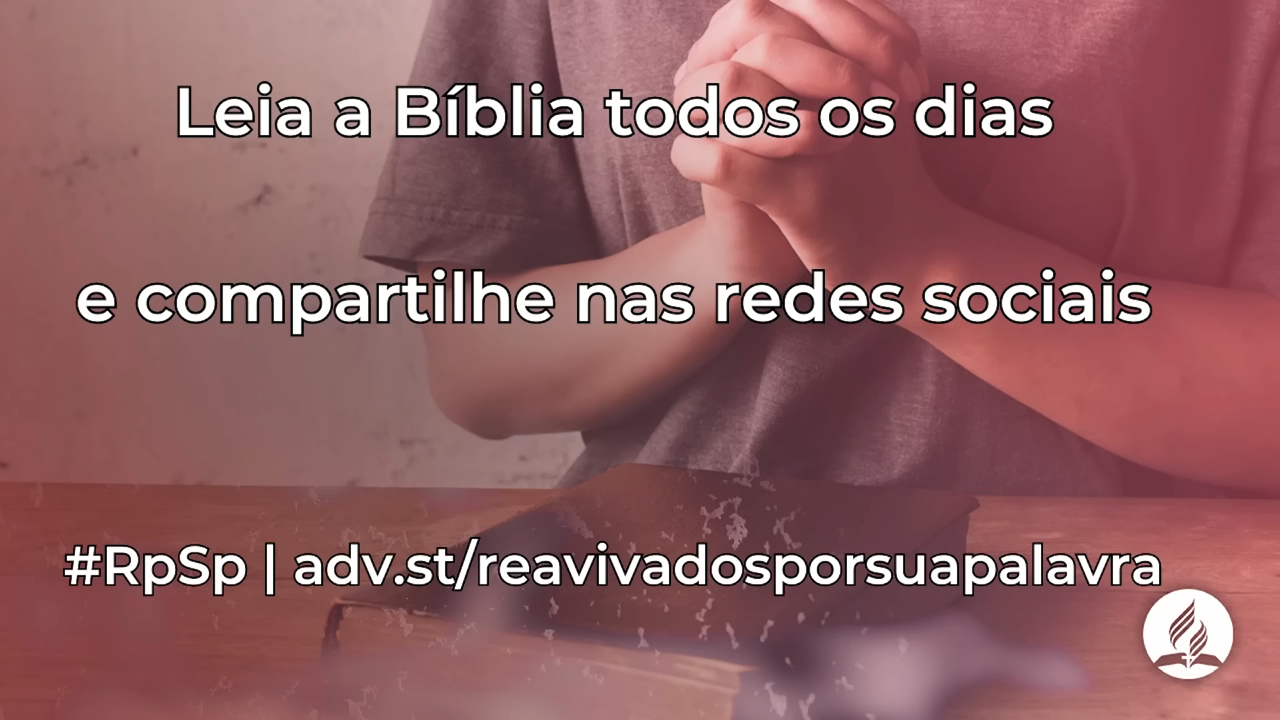 Leia a Bíblia todos os dias
e compartilhe nas redes sociais
#RpSp | adv.st/reavivadosporsuapalavra